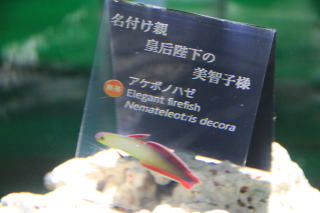 名付け親
皇后陛下の
美智子様
アケボノハゼ
Elegant firefish
Nemateleotris decora